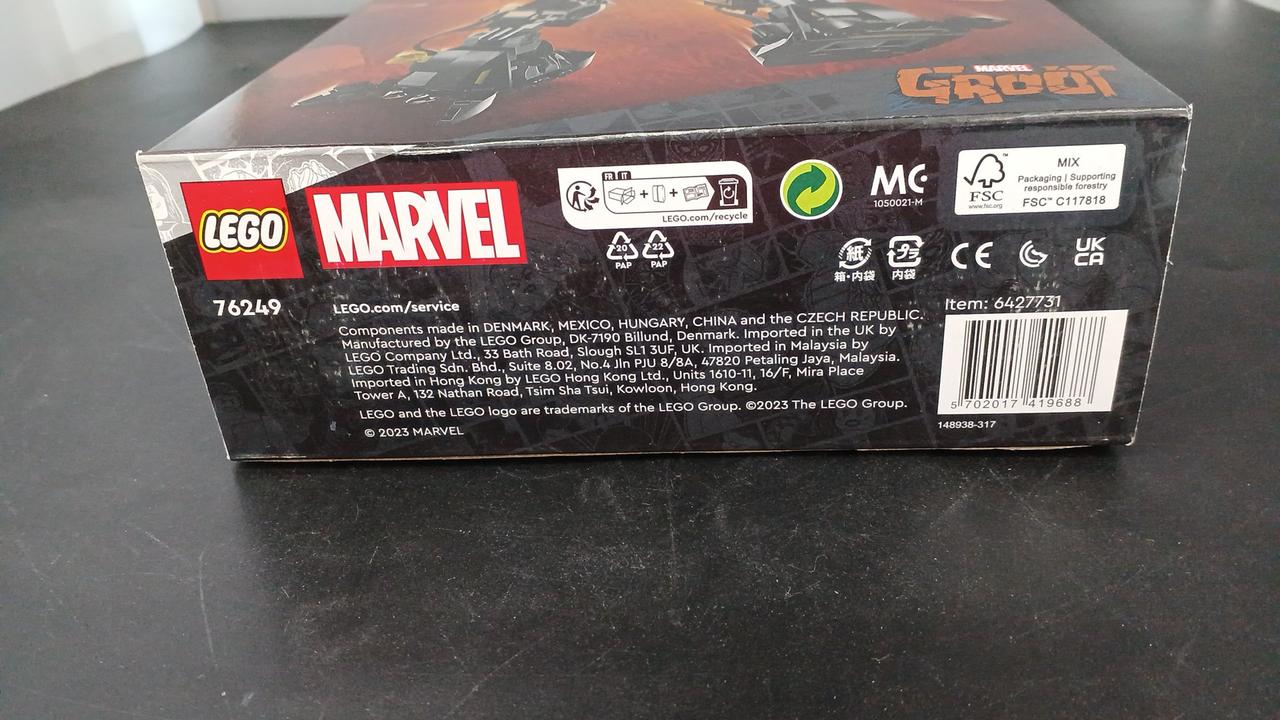 MARVEL
GROOT
LEGO
MARVEL
FR IT
LEGO.com/recycle
20
PAP
22
PAP
MC
1050021-M
FSC™
www.fsc.org
MIX
Packaging | Supporting
responsible forestry
FSC™ C117818
紙
箱・内袋
プラ
内袋
CE
UK
CA
76249
LEGO.com/service
Components made in DENMARK, MEXICO, HUNGARY, CHINA and the CZECH REPUBLIC.
Manufactured by the LEGO Group, DK-7190 Billund, Denmark. Imported in the UK by
LEGO Company Ltd., 33 Bath Road, Slough SL1 3UF, UK. Imported in Malaysia by
LEGO Trading Sdn. Bhd., Suite 8.02, No.4 Jln PJU 8/8A, 47820 Petaling Jaya, Malaysia.
Imported in Hong Kong by LEGO Hong Kong Ltd., Units 1610-11, 16/F, Mira Place
Tower A, 132 Nathan Road, Tsim Sha Tsui, Kowloon, Hong Kong.
LEGO and the LEGO logo are trademarks of the LEGO Group. ©2023 The LEGO Group.
© 2023 MARVEL
Item: 6427731
5 702017 419688
148938-317